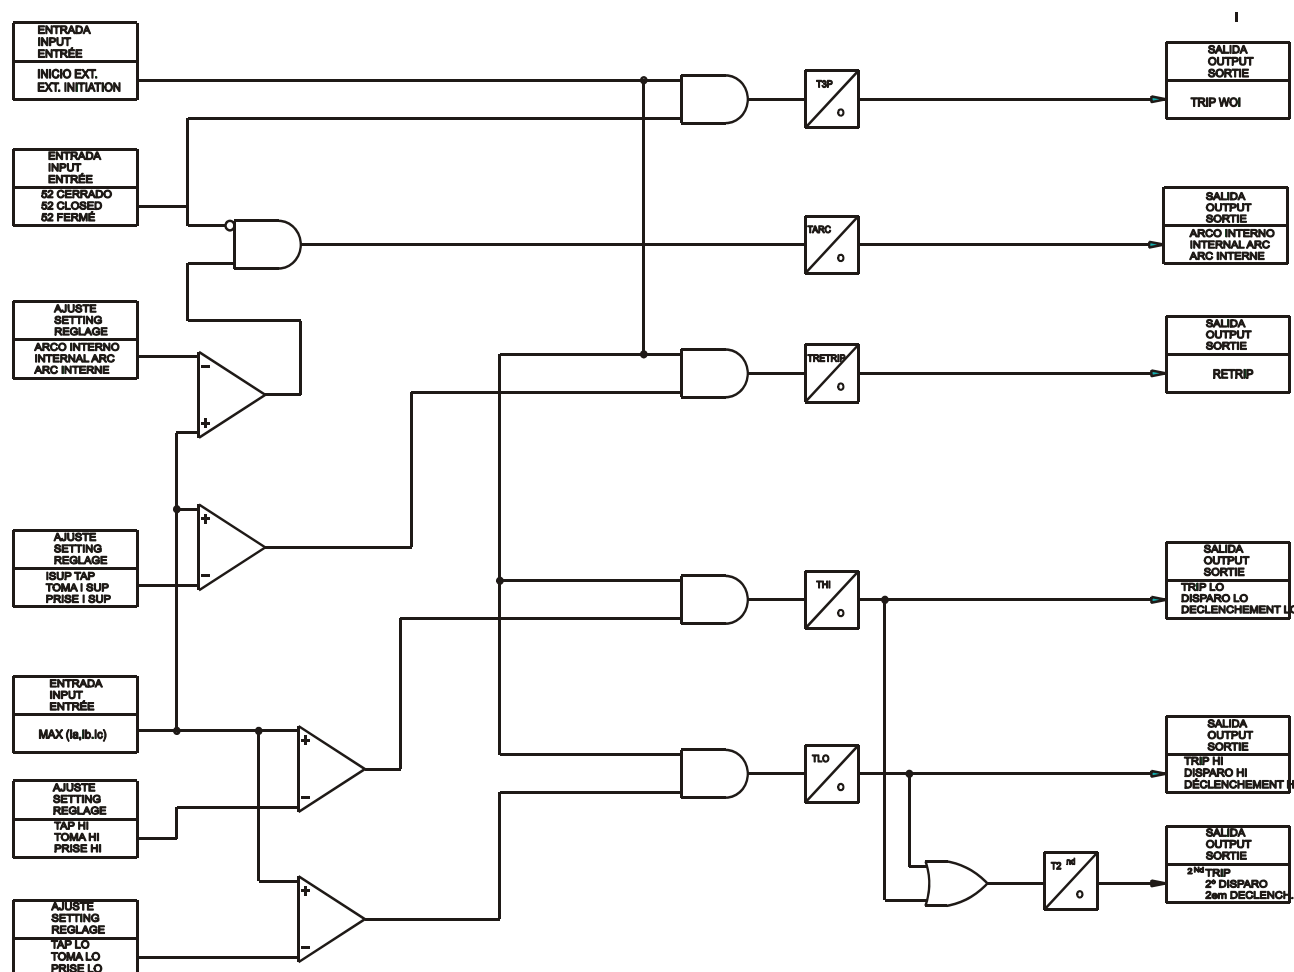 ENTRADA
INPUT
ENTRÉE
INICIO EXT.
EXT. INITIATION
T3P
O
SALIDA
OUTPUT
SORTIE
TRIP WOI
ENTRADA
INPUT
ENTRÉE
52 CERRADO
52 CLOSED
52 FERMÉ
TARC
O
SALIDA
OUTPUT
SORTIE
ARCO INTERNO
INTERNAL ARC
ARC INTERNE
AJUSTE
SETTING
REGLAGE
ARCO INTERNO
INTERNAL ARC
ARC INTERNE
−
+
TRETRIP
O
SALIDA
OUTPUT
SORTIE
RETRIP
AJUSTE
SETTING
REGLAGE
ISUP TAP
TOMA I SUP
PRISE I SUP
+
−
THI
O
SALIDA
OUTPUT
SORTIE
TRIP LO
DISPARO LO
DECLENCHEMENT LO
ENTRADA
INPUT
ENTRÉE
MAX (Ia,Ib.Ic)
+
−
TLO
O
SALIDA
OUTPUT
SORTIE
TRIP HI
DISPARO HI
DÉCLENCHEMENT H
AJUSTE
SETTING
REGLAGE
TAP HI
TOMA HI
PRISE HI
T2 nd
O
SALIDA
OUTPUT
SORTIE
2Nd TRIP
2º DISPARO
2em DECLENCH.
AJUSTE
SETTING
REGLAGE
TAP LO
TOMA LO
PRISE LO
+
−